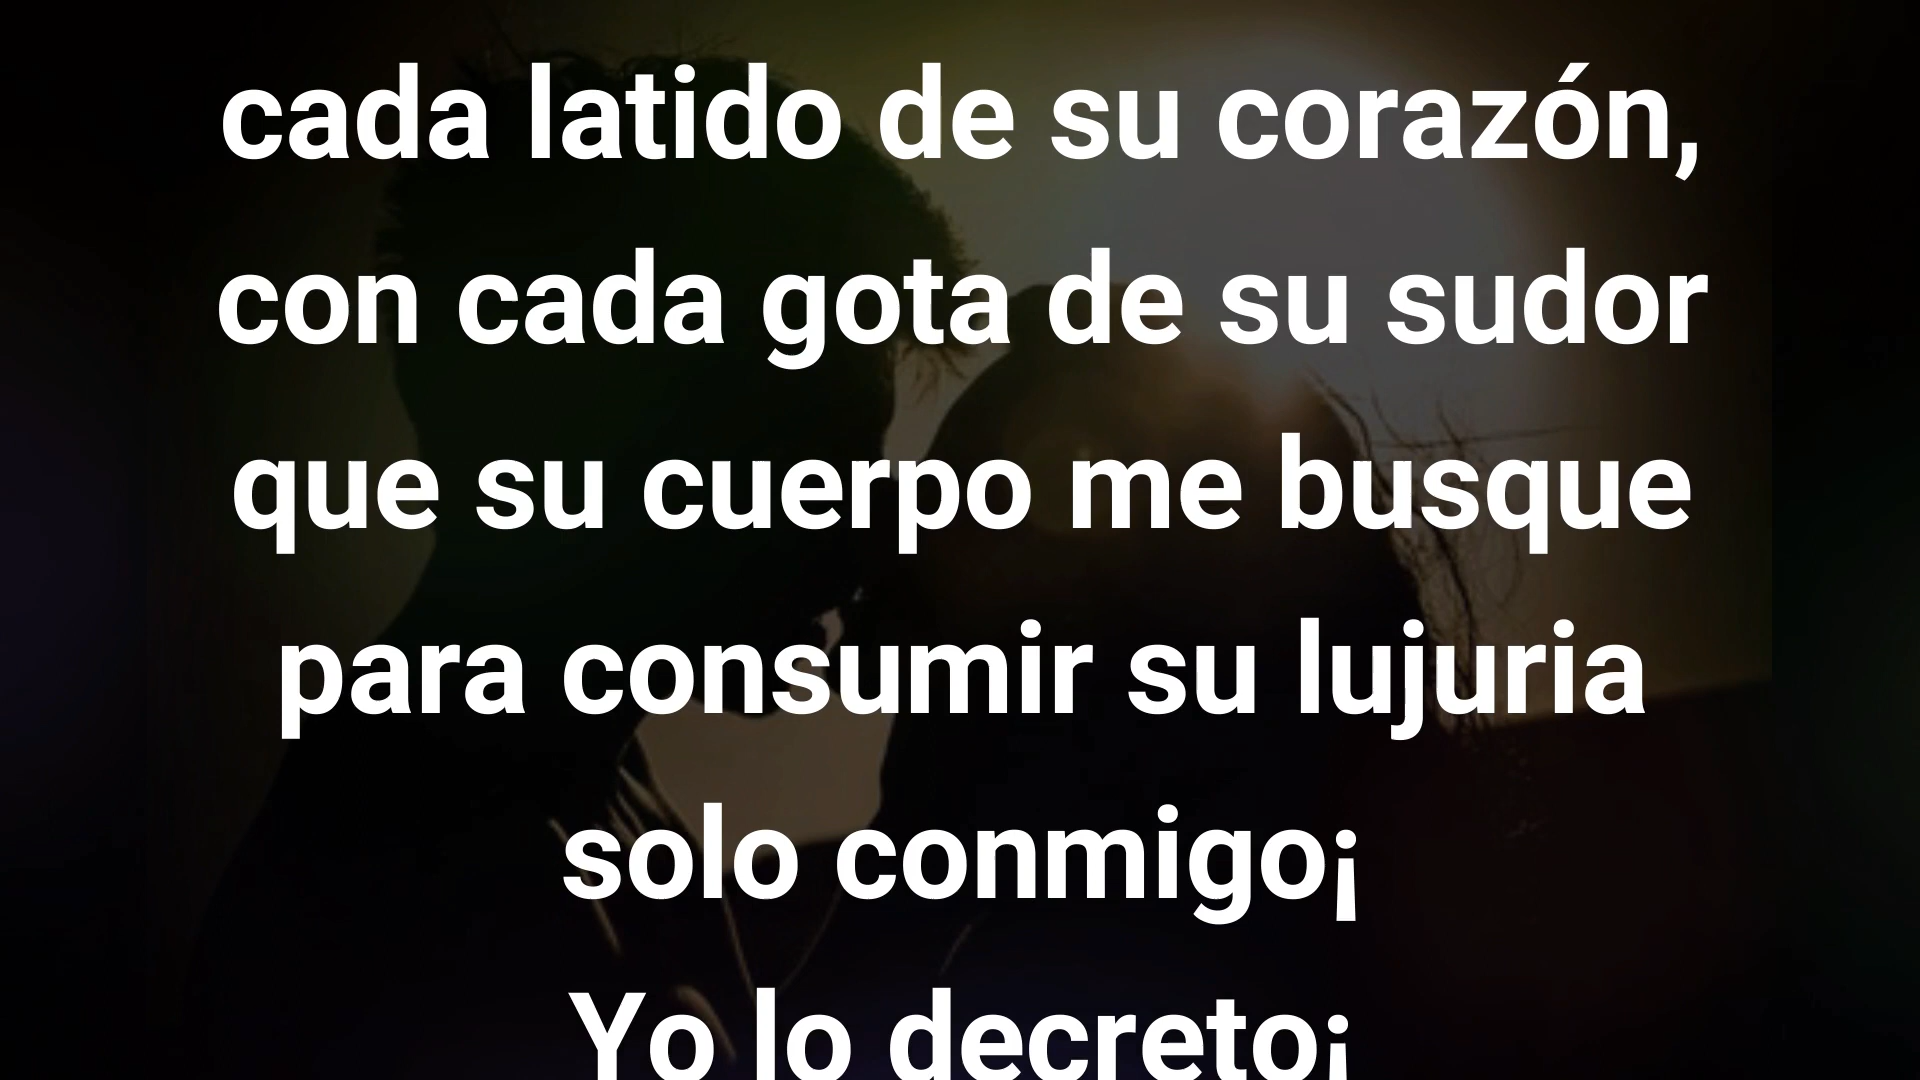 cada latido de su corazón,
con cada gota de su sudor
que su cuerpo me busque
para consumir su lujuria
solo conmigo¡
Yo lo decreto¡